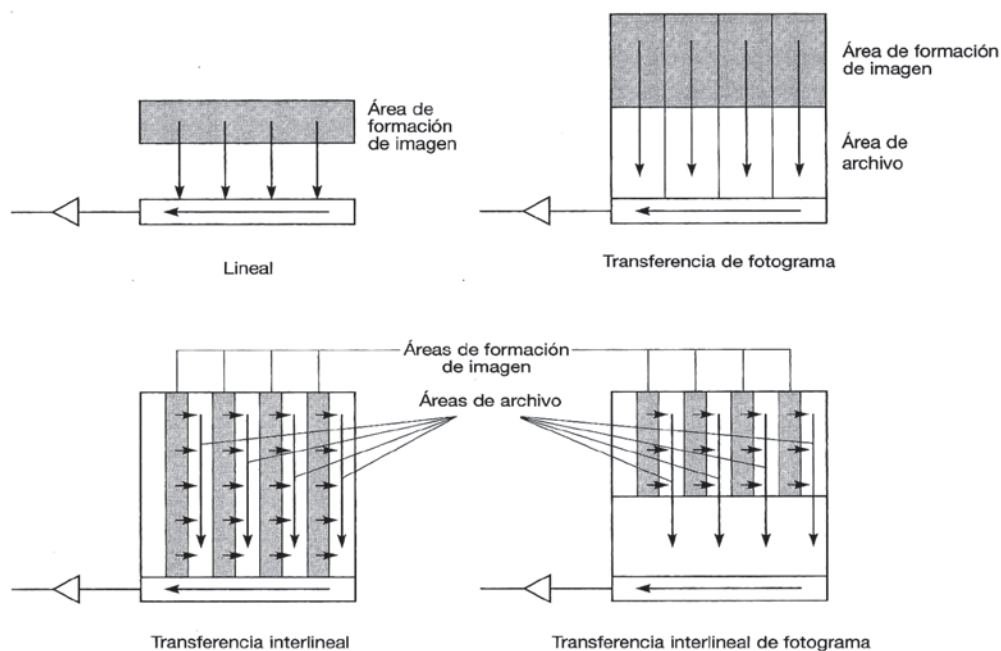 Área de
formación
de imagen
Lineal
Área de formación
de imagen
Área de
archivo
Transferencia de fotograma
Áreas de formación
de imagen
Áreas de archivo
Transferencia interlineal
Transferencia interlineal de fotograma